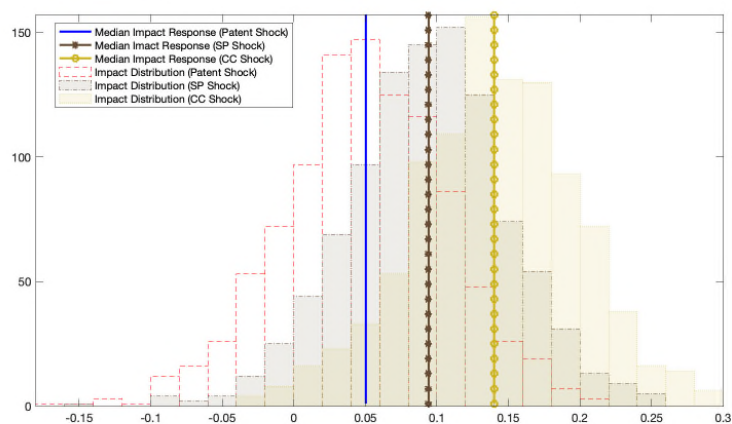 150
100
50
0
Median Impact Response (Patent Shock)
Median Imact Response (SP Shock)
Median Impact Response (CC Shock)
Impact Distribution (Patent Shock)
Impact Distribution (SP Shock)
Impact Distribution (CC Shock)
-0.15 -0.1 -0.05 0 0.05 0.1 0.15 0.2 0.25 0.3